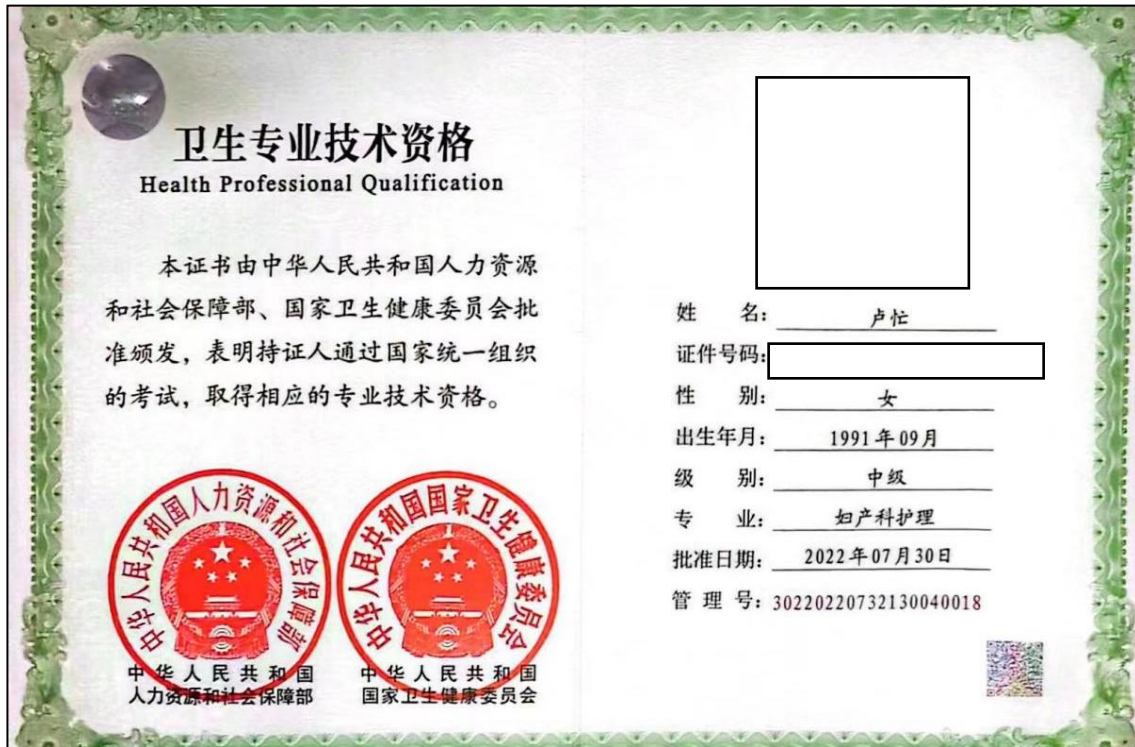 卫生专业技术资格
Health Professional Qualification
本证书由中华人民共和国人力资源
和社会保障部、国家卫生健康委员会批
准颁发，表明持证人通过国家统一组织
的考试，取得相应的专业技术资格。
中华人民共和国人力资源和社会保障部
中华人民共和国国家卫生健康委员会
中华人民共和国
人力资源和社会保障部
中华人民共和国
国家卫生健康委员会
姓名：卢忙
证件号码：
性别：女
出生年月：1991年09月
级别：中级
专业：妇产科护理
批准日期：2022年07月30日
管理号：30220220732130040018